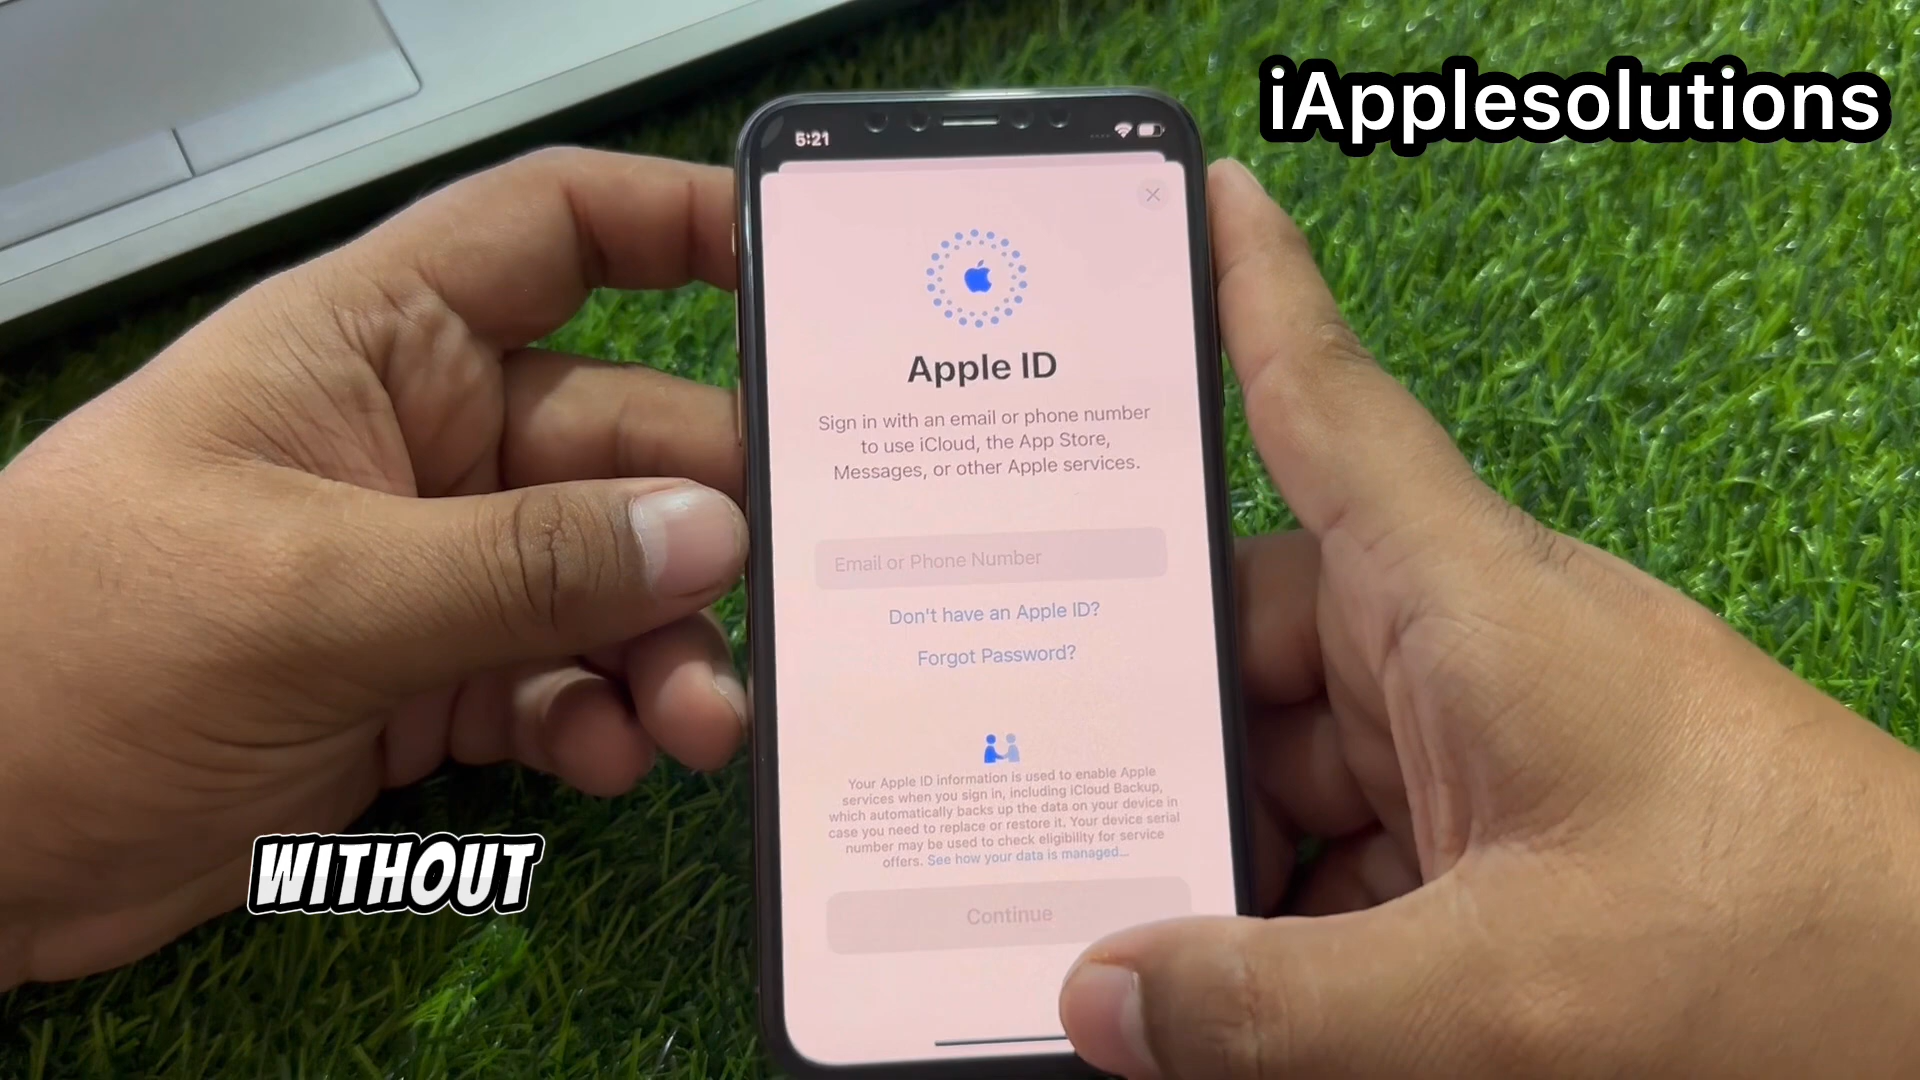 iApplesolutions
5:21
Apple ID
Sign in with an email or phone number
to use iCloud, the App Store,
Messages, or other Apple services.
Email or Phone Number
Don't have an Apple ID?
Forgot Password?
Your Apple ID information is used to enable Apple
services when you sign in, including iCloud Backup,
which automatically backs up the data on your device in
case you need to replace or restore it. Your device serial
number may be used to check eligibility for service
offers. See how your data is managed...
WITHOUT
Continue